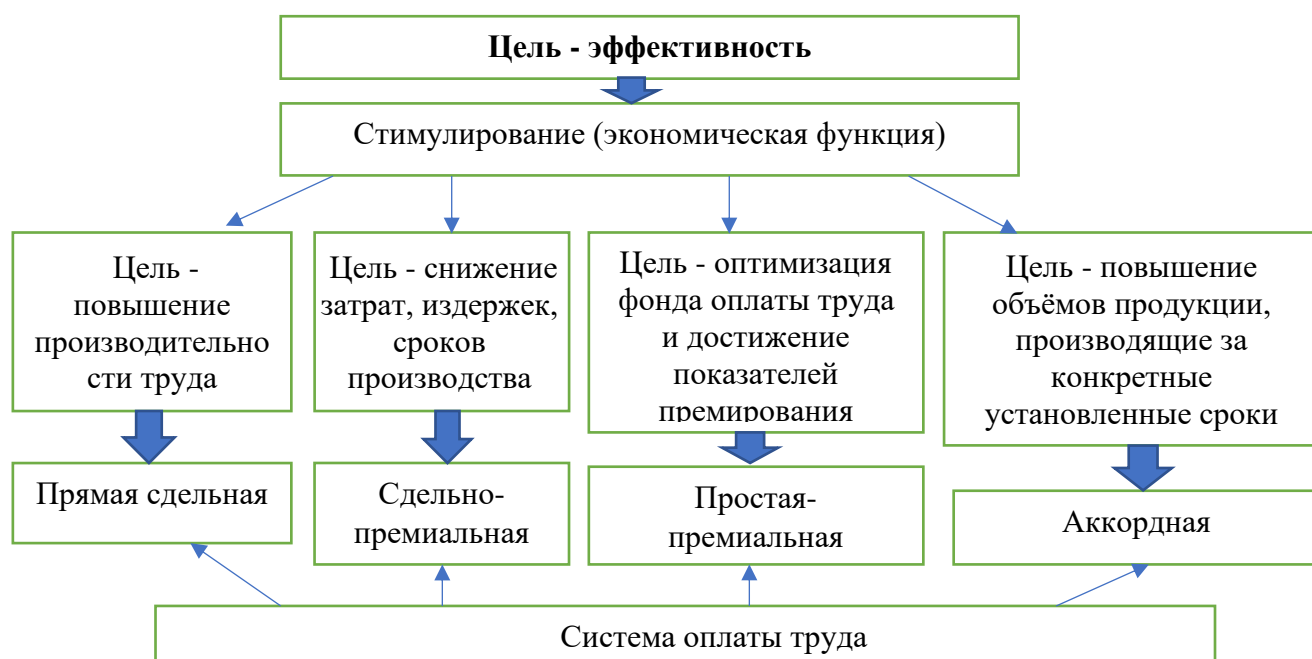 Цель - эффективность
Стимулирование (экономическая функция)
Цель -
повышение
производительно
сти труда
Цель - снижение
затрат, издержек,
сроков
производства
Цель - оптимизация
фонда оплаты труда
и достижение
показателей
премирования
Цель - повышение
объёмов продукции,
производящие за
конкретные
установленные сроки
Прямая сдельная
Сдельно-
премиальная
Простая-
премиальная
Аккордная
Система оплаты труда